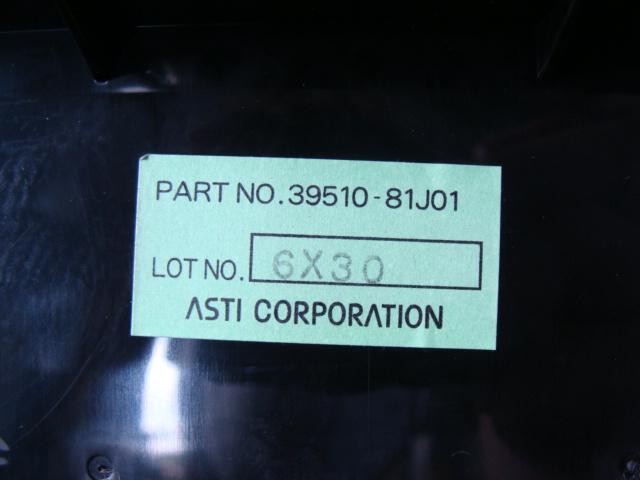 PART NO. 39510-81J01
LOT NO. 6X30
ASTI CORPORATION